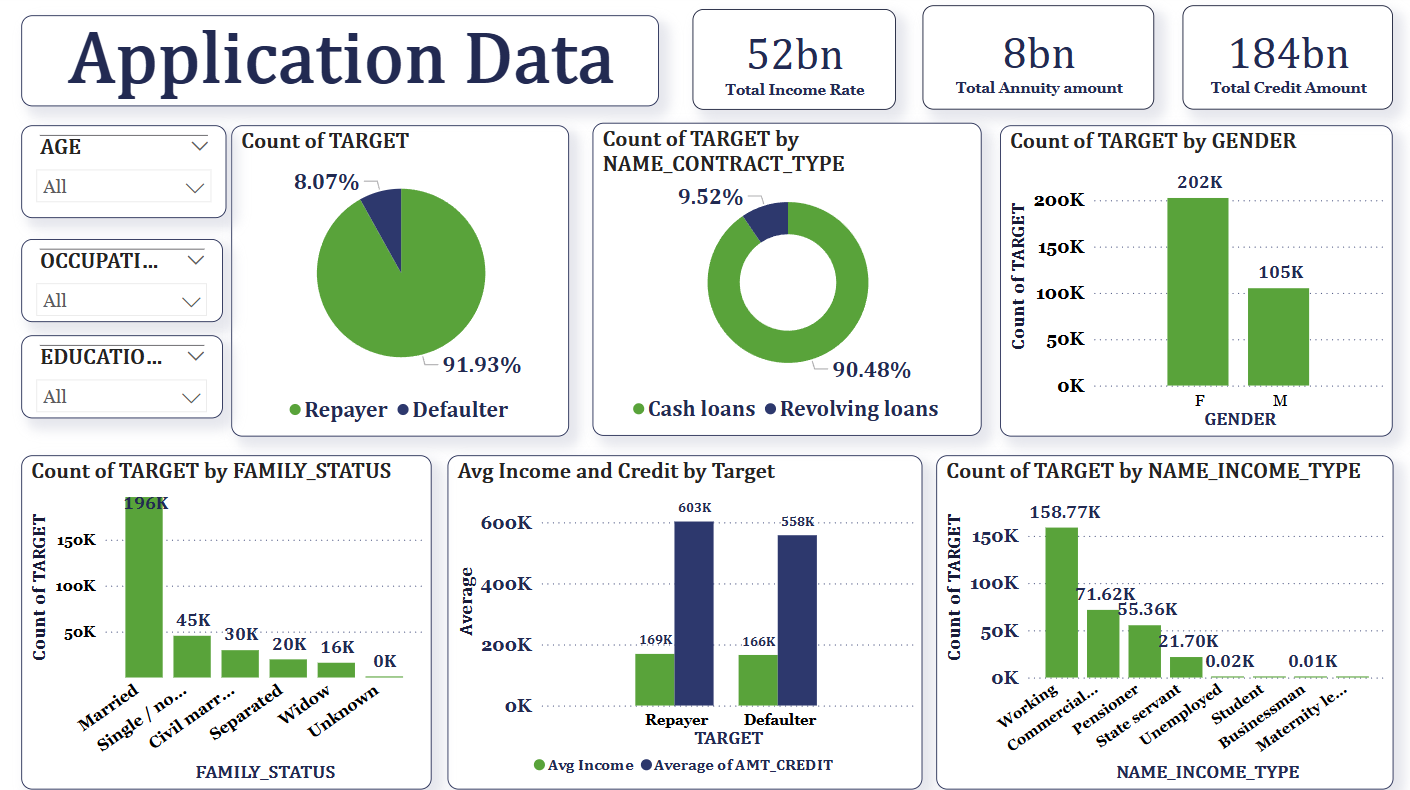 Application Data
52bn
Total Income Rate
8bn
Total Annuity amount
184bn
Total Credit Amount
AGE
All
OCCUPATI...
All
EDUCATIO...
All
Count of TARGET
8.07%
91.93%
Repayer Defaulter
Count of TARGET by
NAME_CONTRACT_TYPE
9.52%
90.48%
Cash loans Revolving loans
Count of TARGET by GENDER
Count of TARGET
200K
150K
100K
50K
0K
202K
105K
F M
GENDER
Count of TARGET by FAMILY_STATUS
Count of TARGET
150K
100K
50K
196K
45K
30K
20K
16K
0K
Married
Single / no...
Civil marr...
Separated
Widow
Unknown
FAMILY_STATUS
Avg Income and Credit by Target
Average
600K
400K
200K
0K
169K
603K
166K
558K
Repayer Defaulter
TARGET
Avg Income Average of AMT_CREDIT
Count of TARGET by NAME_INCOME_TYPE
Count of TARGET
150K
100K
50K
0K
158.77K
71.62K
55.36K
21.70K
0.02K
0.01K
Working
Commercial...
Pensioner
State servant
Unemployed
Student
Businessman
Maternity le...
NAME_INCOME_TYPE